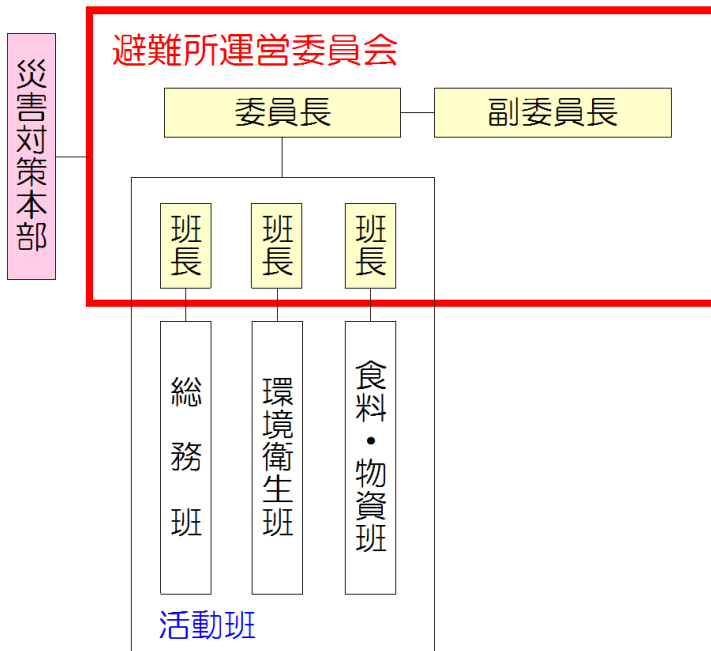 避難所運営委員会
災害対策本部
委員長
副委員長
班長
班長
班長
総務班
環境衛生班
食料・物資班
活動班